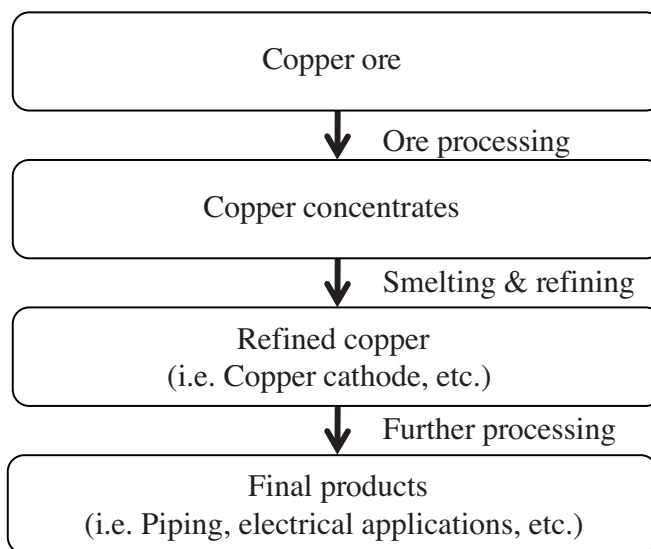 Copper ore
Ore processing
Copper concentrates
Smelting & refining
Refined copper
(i.e. Copper cathode, etc.)
Further processing
Final products
(i.e. Piping, electrical applications, etc.)